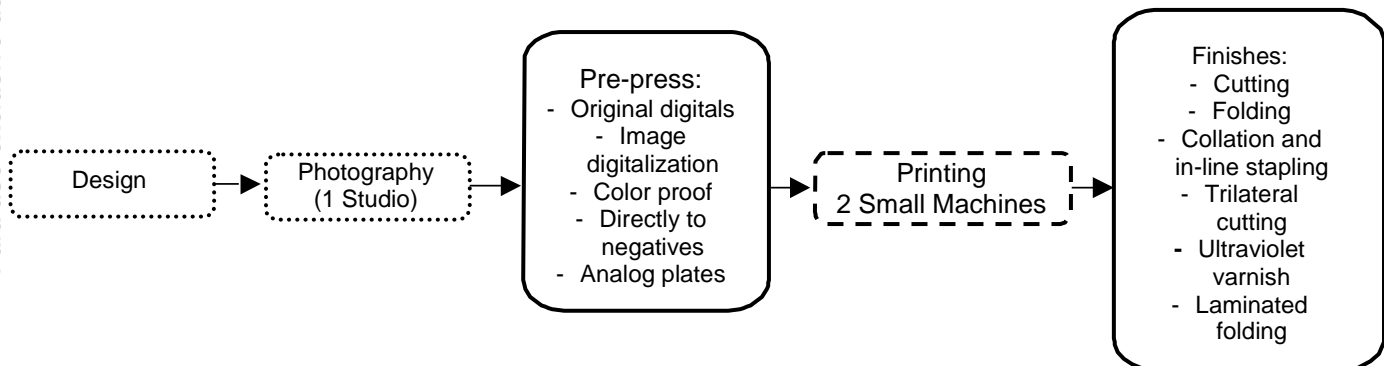 Design
Photography
(1 Studio)
Pre-press:
- Original digitals
- Image
digitalization
- Color proof
- Directly to
negatives
- Analog plates
Printing
2 Small Machines
Finishes:
- Cutting
- Folding
- Collation and
in-line stapling
- Trilateral
cutting
- Ultraviolet
varnish
- Laminated
folding